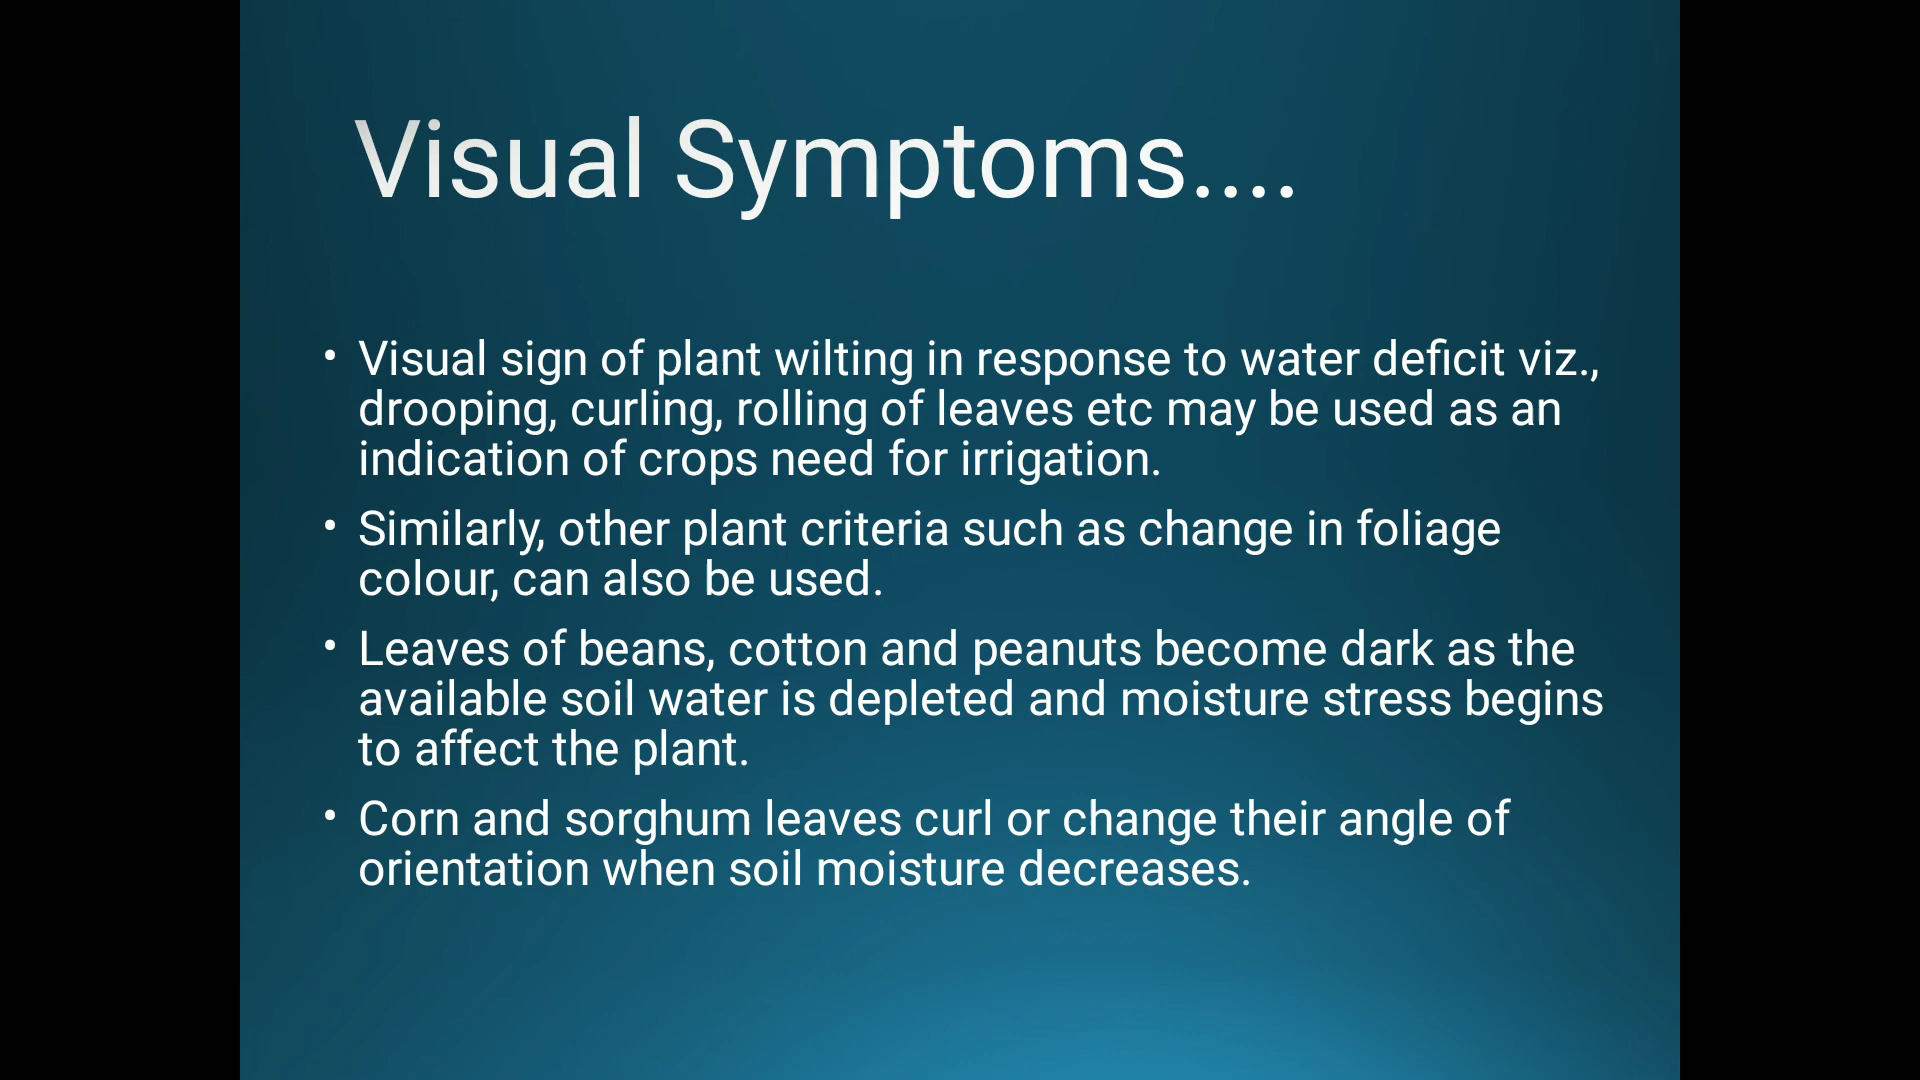 Visual Symptoms....
• Visual sign of plant wilting in response to water deficit viz.,
drooping, curling, rolling of leaves etc may be used as an
indication of crops need for irrigation.
• Similarly, other plant criteria such as change in foliage
colour, can also be used.
• Leaves of beans, cotton and peanuts become dark as the
available soil water is depleted and moisture stress begins
to affect the plant.
• Corn and sorghum leaves curl or change their angle of
orientation when soil moisture decreases.